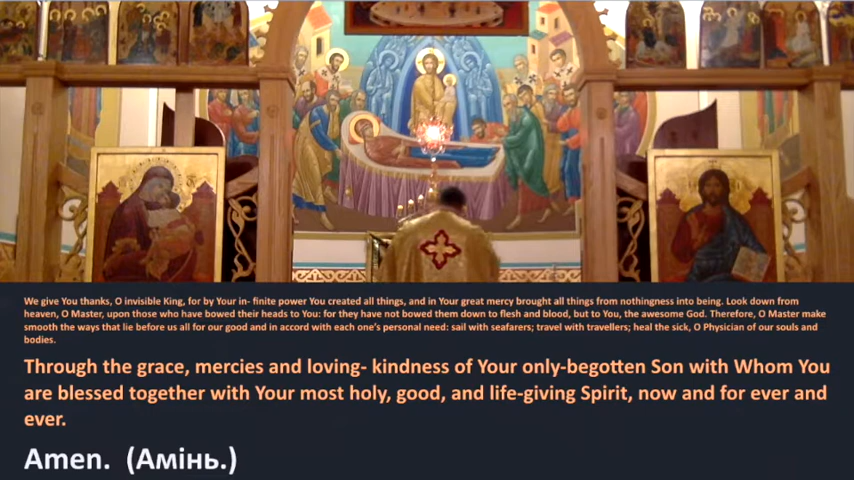 We give You thanks, O invisible King, for by Your in- finite power You created all things, and in Your great mercy brought all things from nothingness into being. Look down from
heaven, O Master, upon those who have bowed their heads to You: for they have not bowed them down to flesh and blood, but to You, the awesome God. Therefore, O Master make
smooth the ways that lie before us all for our good and in accord with each one's personal need: sail with seafarers; travel with travellers; heal the sick, O Physician of our souls and
bodies.
Through the grace, mercies and loving- kindness of Your only-begotten Son with Whom You
are blessed together with Your most holy, good, and life-giving Spirit, now and for ever and
ever.
Amen. (Амінь.)